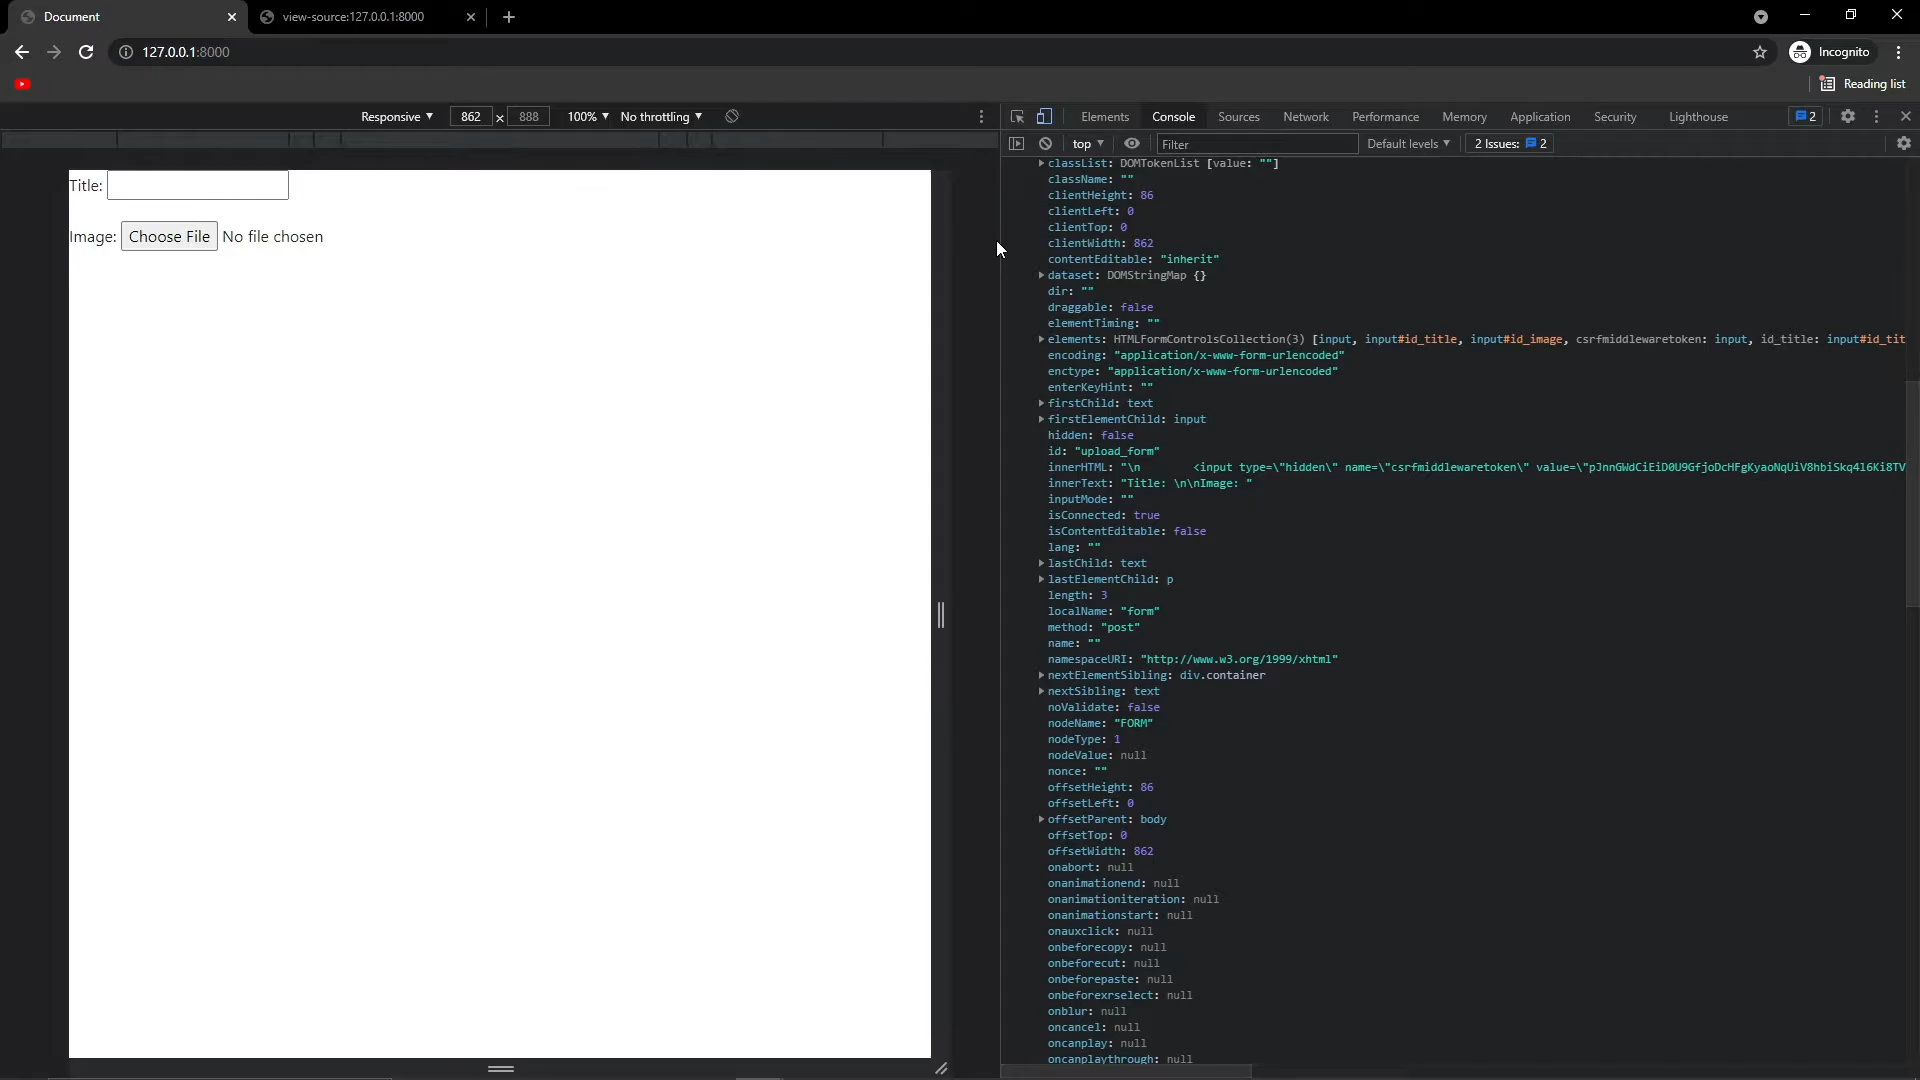 Document
view-source:127.0.0.1:8000
127.0.0.1:8000
Incognito
Reading list
Responsive 862 x 888 100% No throttling
Elements Console Sources Network Performance Memory Application Security Lighthouse 2
top Filter Default levels 2 Issues: 2
Title:
Image: Choose File No file chosen
classList: DOMTokenList [value: ""]
className: ""
clientHeight: 86
clientLeft: 0
clientTop: 0
clientWidth: 862
contentEditable: "inherit"
dataset: DOMStringMap {}
dir: ""
draggable: false
elementTiming: ""
elements: HTMLFormControlsCollection(3) [input, input#id_title, input#id_image, csrfmiddlewaretoken: input, id_title: input#id_tit
encoding: "application/x-www-form-urlencoded"
enctype: "application/x-www-form-urlencoded"
enterKeyHint: ""
firstChild: text
firstElementChild: input
hidden: false
id: "upload_form"
innerHTML: "\n <input type=\"hidden\" name=\"csrfmiddlewaretoken\" value=\"pJnnGWdCiEiD0U9GfjoDcHFgKyaoNqUiV8hbiSkq4l6Ki8TV
innerText: "Title: \n\nImage: "
inputMode: ""
isConnected: true
isContentEditable: false
lang: ""
lastChild: text
lastElementChild: p
length: 3
localName: "form"
method: "post"
name: ""
namespaceURI: "http://www.w3.org/1999/xhtml"
nextElementSibling: div.container
nextSibling: text
noValidate: false
nodeName: "FORM"
nodeType: 1
nodeValue: null
nonce: ""
offsetHeight: 86
offsetLeft: 0
offsetParent: body
offsetTop: 0
offsetWidth: 862
onabort: null
onanimationend: null
onanimationiteration: null
onanimationstart: null
onauxclick: null
onbeforecopy: null
onbeforecut: null
onbeforepaste: null
onbeforexrselect: null
onblur: null
oncancel: null
oncanplay: null
oncanplaythrough: null